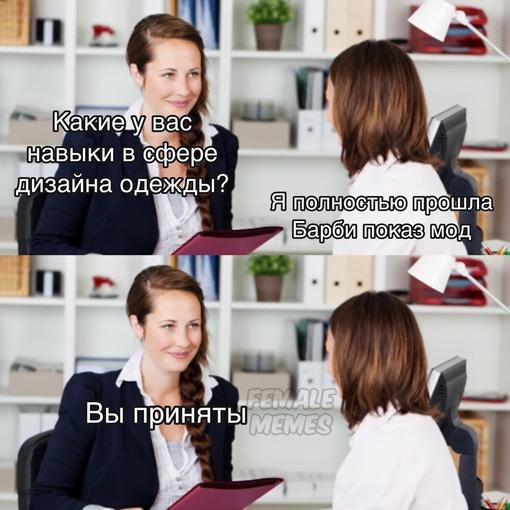 Какие у вас
навыки в сфере
дизайна одежды?
Я полностью прошла
Барби показ мод
Вы приняты
FEMALE
MEMES